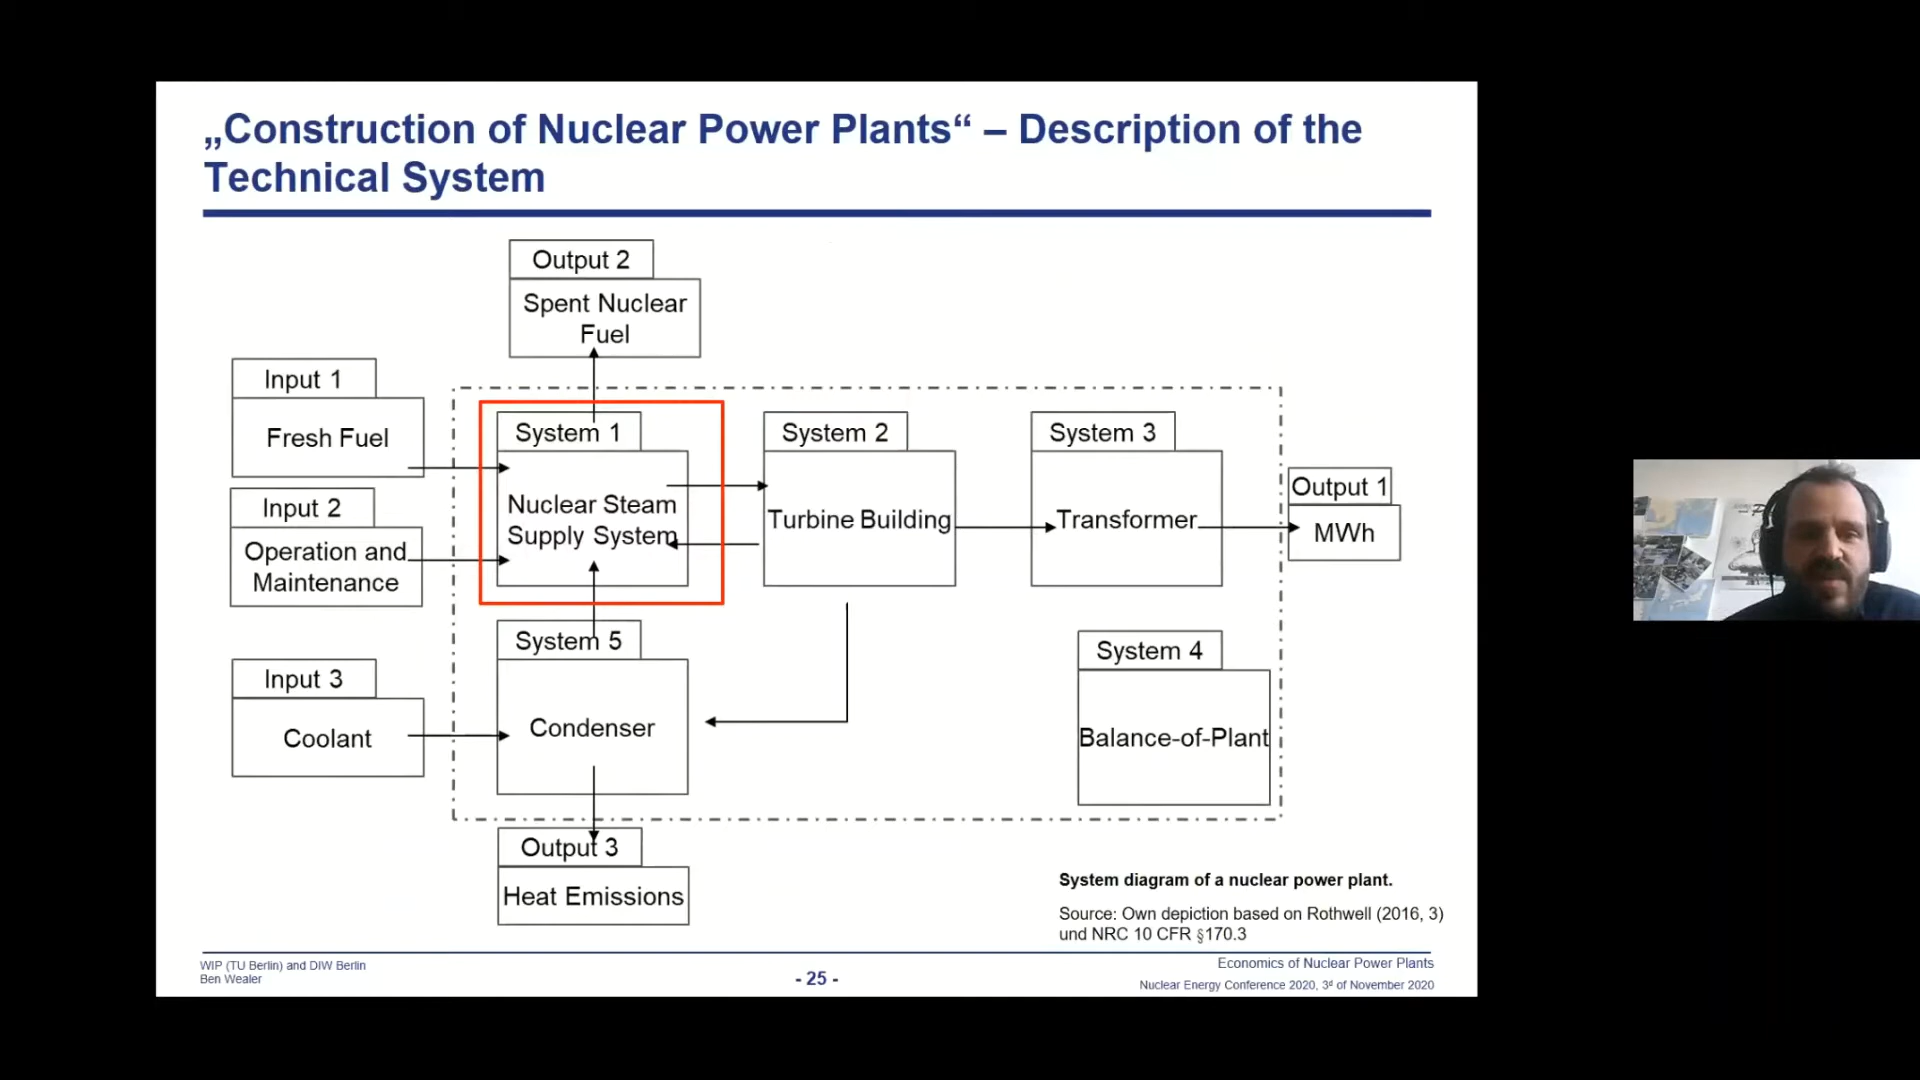 „Construction of Nuclear Power Plants“ – Description of the
Technical System
Output 2
Spent Nuclear
Fuel
Input 1
Fresh Fuel
System 1
Nuclear Steam
Supply System
System 2
Turbine Building
System 3
Transformer
Output 1
MWh
Input 2
Operation and
Maintenance
System 5
Condenser
System 4
Balance-of-Plant
Input 3
Coolant
Output 3
Heat Emissions
System diagram of a nuclear power plant.
Source: Own depiction based on Rothwell (2016, 3)
und NRC 10 CFR §170.3
WIP (TU Berlin) and DIW Berlin
Ben Wealer
- 25 -
Economics of Nuclear Power Plants
Nuclear Energy Conference 2020, 3ᵈ of November 2020